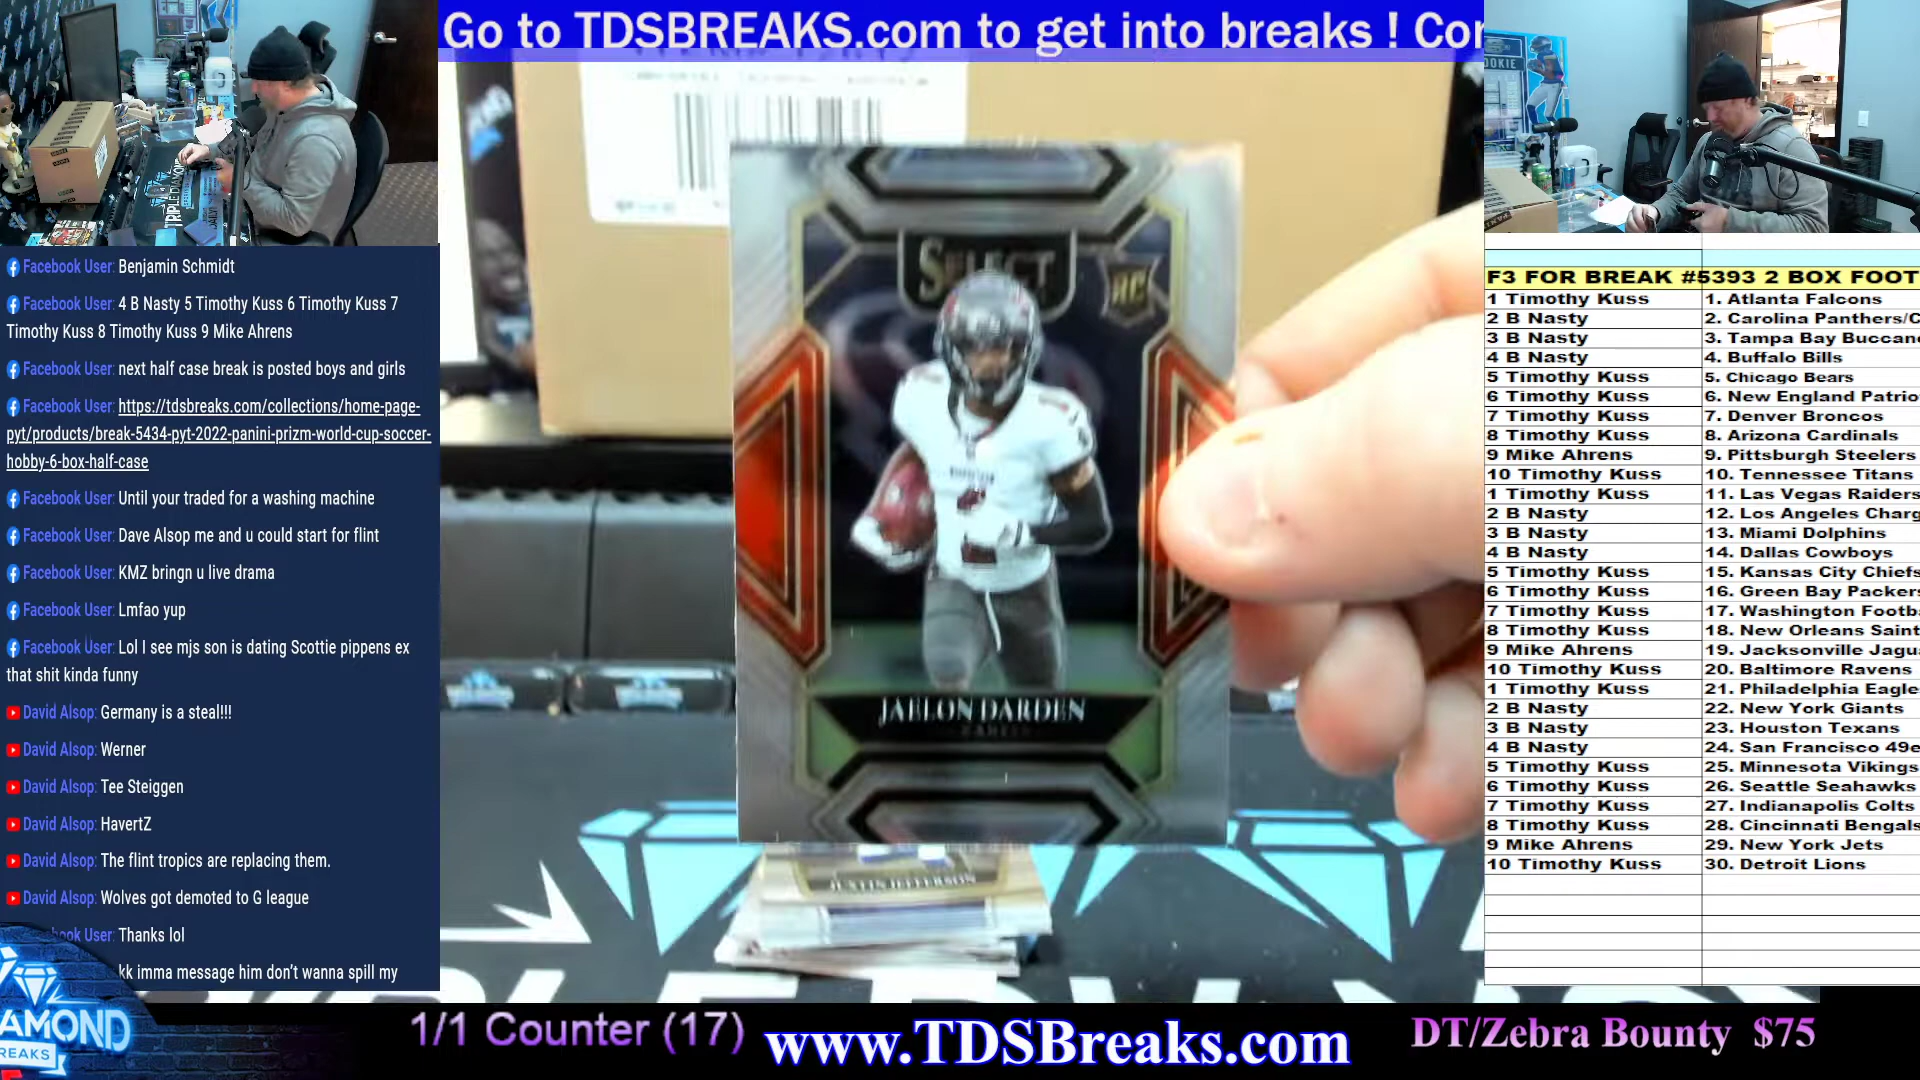 Go to TDSBREAKS.com to get into breaks ! Cor
Facebook User: Benjamin Schmidt
Facebook User: 4 B Nasty 5 Timothy Kuss 6 Timothy Kuss 7
Timothy Kuss 8 Timothy Kuss 9 Mike Ahrens
Facebook User: next half case break is posted boys and girls
Facebook User: https://tdsbreaks.com/collections/home-page-
pyt/products/break-5434-pyt-2022-panini-prizm-world-cup-soccer-
hobby-6-box-half-case
Facebook User: Until your traded for a washing machine
Facebook User: Dave Alsop me and u could start for flint
Facebook User: KMZ bringn u live drama
Facebook User: Lmfao yup
Facebook User: Lol I see mjs son is dating Scottie pippens ex
that shit kinda funny
David Alsop: Germany is a steal!!!
David Alsop: Werner
David Alsop: Tee Steiggen
David Alsop: HavertZ
David Alsop: The flint tropics are replacing them.
David Alsop: Wolves got demoted to G league
ook User: Thanks lol
kk imma message him don't wanna spill my
AMOND
REAKS
SELECT
RC
JAELON DARDEN
JUSTIN JEFFERSON
F3 FOR BREAK #5393 2 BOX FOOT
1 Timothy Kuss 1. Atlanta Falcons
2 B Nasty 2. Carolina Panthers/C
3 B Nasty 3. Tampa Bay Buccan
4 B Nasty 4. Buffalo Bills
5 Timothy Kuss 5. Chicago Bears
6 Timothy Kuss 6. New England Patrio
7 Timothy Kuss 7. Denver Broncos
8 Timothy Kuss 8. Arizona Cardinals
9 Mike Ahrens 9. Pittsburgh Steelers
10 Timothy Kuss 10. Tennessee Titans
1 Timothy Kuss 11. Las Vegas Raiders
2 B Nasty 12. Los Angeles Charg
3 B Nasty 13. Miami Dolphins
4 B Nasty 14. Dallas Cowboys
5 Timothy Kuss 15. Kansas City Chiefs
6 Timothy Kuss 16. Green Bay Packers
7 Timothy Kuss 17. Washington Footb
8 Timothy Kuss 18. New Orleans Saint
9 Mike Ahrens 19. Jacksonville Jagu
10 Timothy Kuss 20. Baltimore Ravens
1 Timothy Kuss 21. Philadelphia Eagle
2 B Nasty 22. New York Giants
3 B Nasty 23. Houston Texans
4 B Nasty 24. San Francisco 49e
5 Timothy Kuss 25. Minnesota Vikings
6 Timothy Kuss 26. Seattle Seahawks
7 Timothy Kuss 27. Indianapolis Colts
8 Timothy Kuss 28. Cincinnati Bengals
9 Mike Ahrens 29. New York Jets
10 Timothy Kuss 30. Detroit Lions
1/1 Counter (17)
www.TDSBreaks.com
DT/Zebra Bounty $75